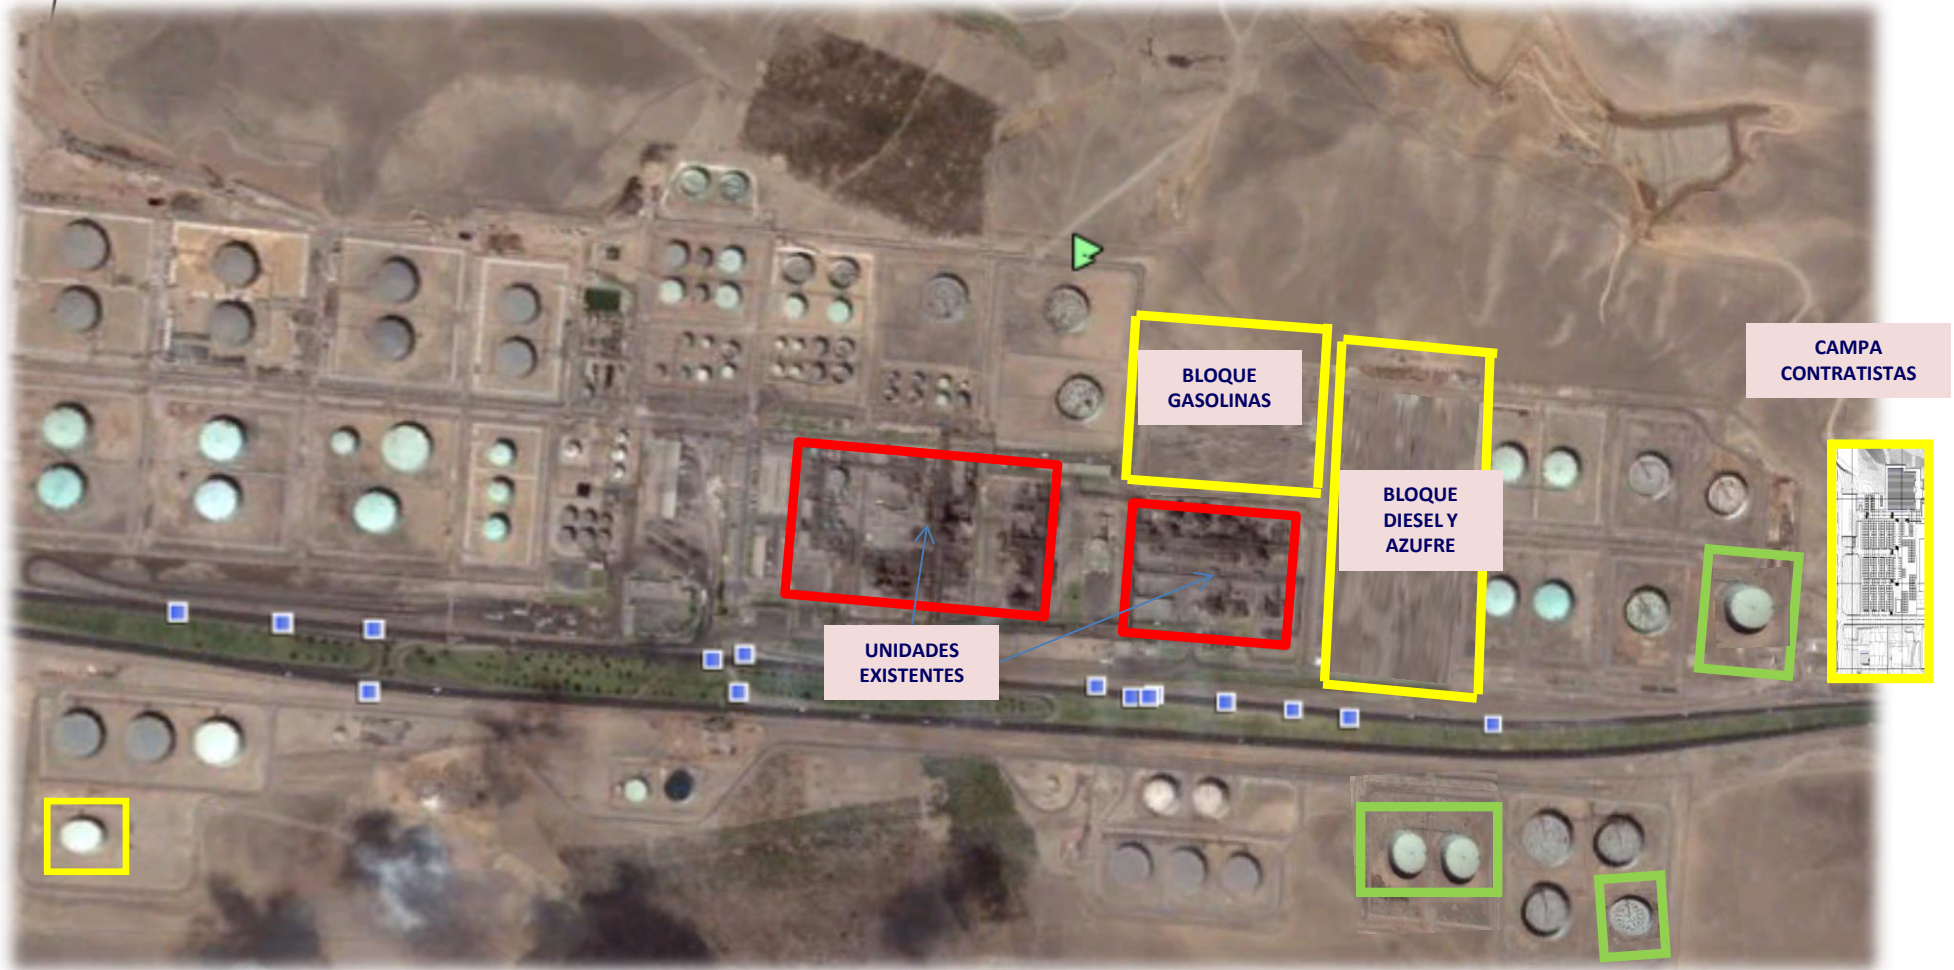 BLOQUE
GASOLINAS
CAMPA
CONTRATISTAS
BLOQUE
DIESEL Y
AZUFRE
UNIDADES
EXISTENTES